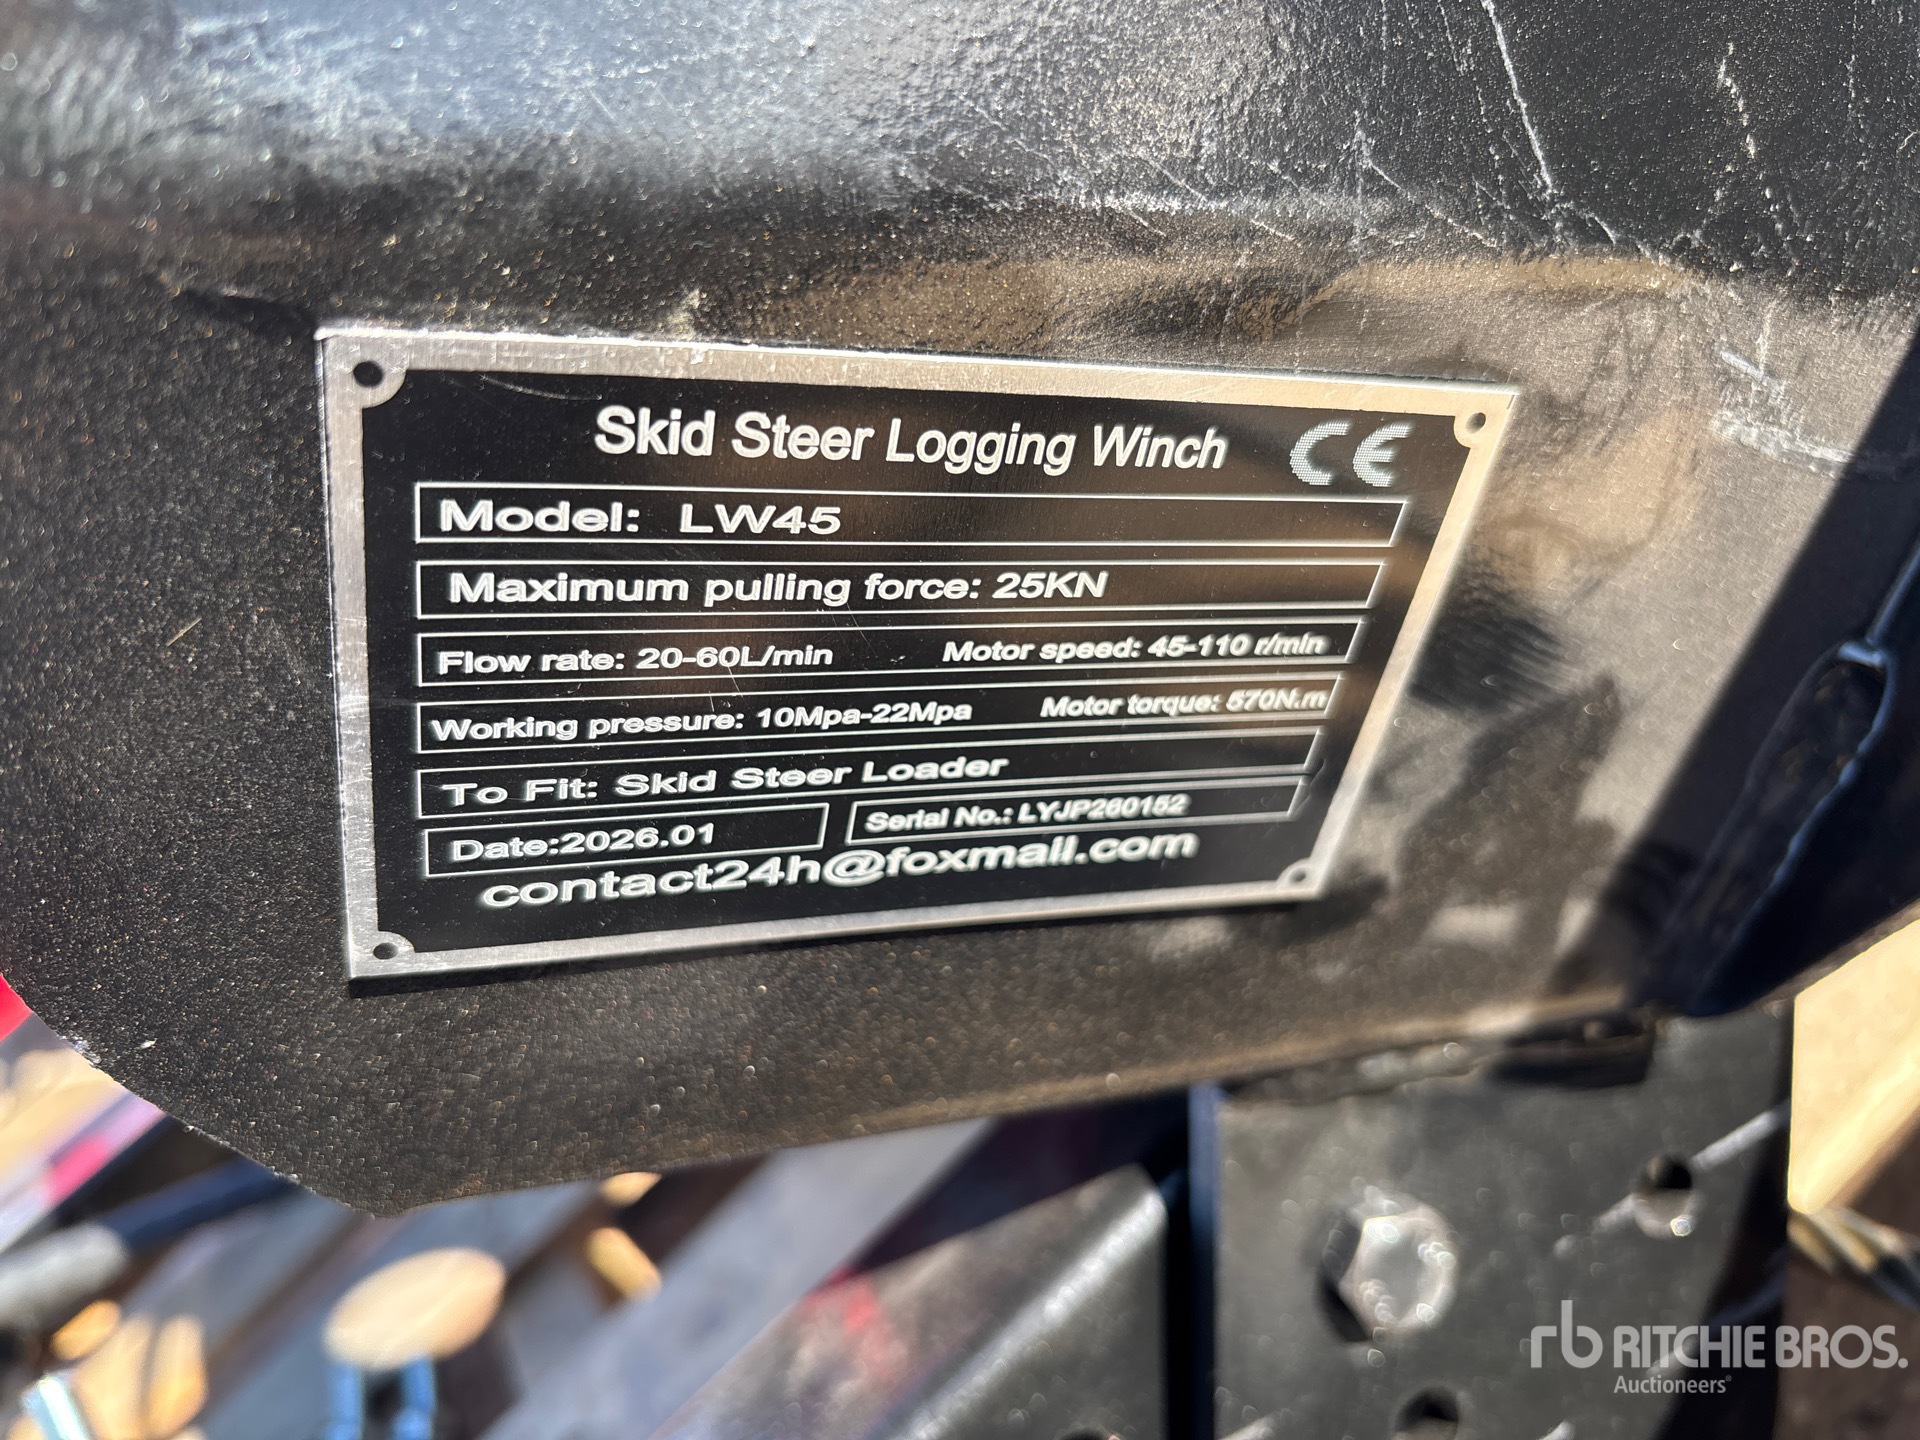 Skid Steer Logging Winch CE
Model: LW45
Maximum pulling force: 25KN
Flow rate: 20-60L/min Motor speed: 45-110 r/min
Working pressure: 10Mpa-22Mpa Motor torque: 570N.m
To Fit: Skid Steer Loader
Date:2026.01 Serial No.: LYJP260152
contact24h@foxmail.com
rb RITCHIE BROS.
Auctioneers®